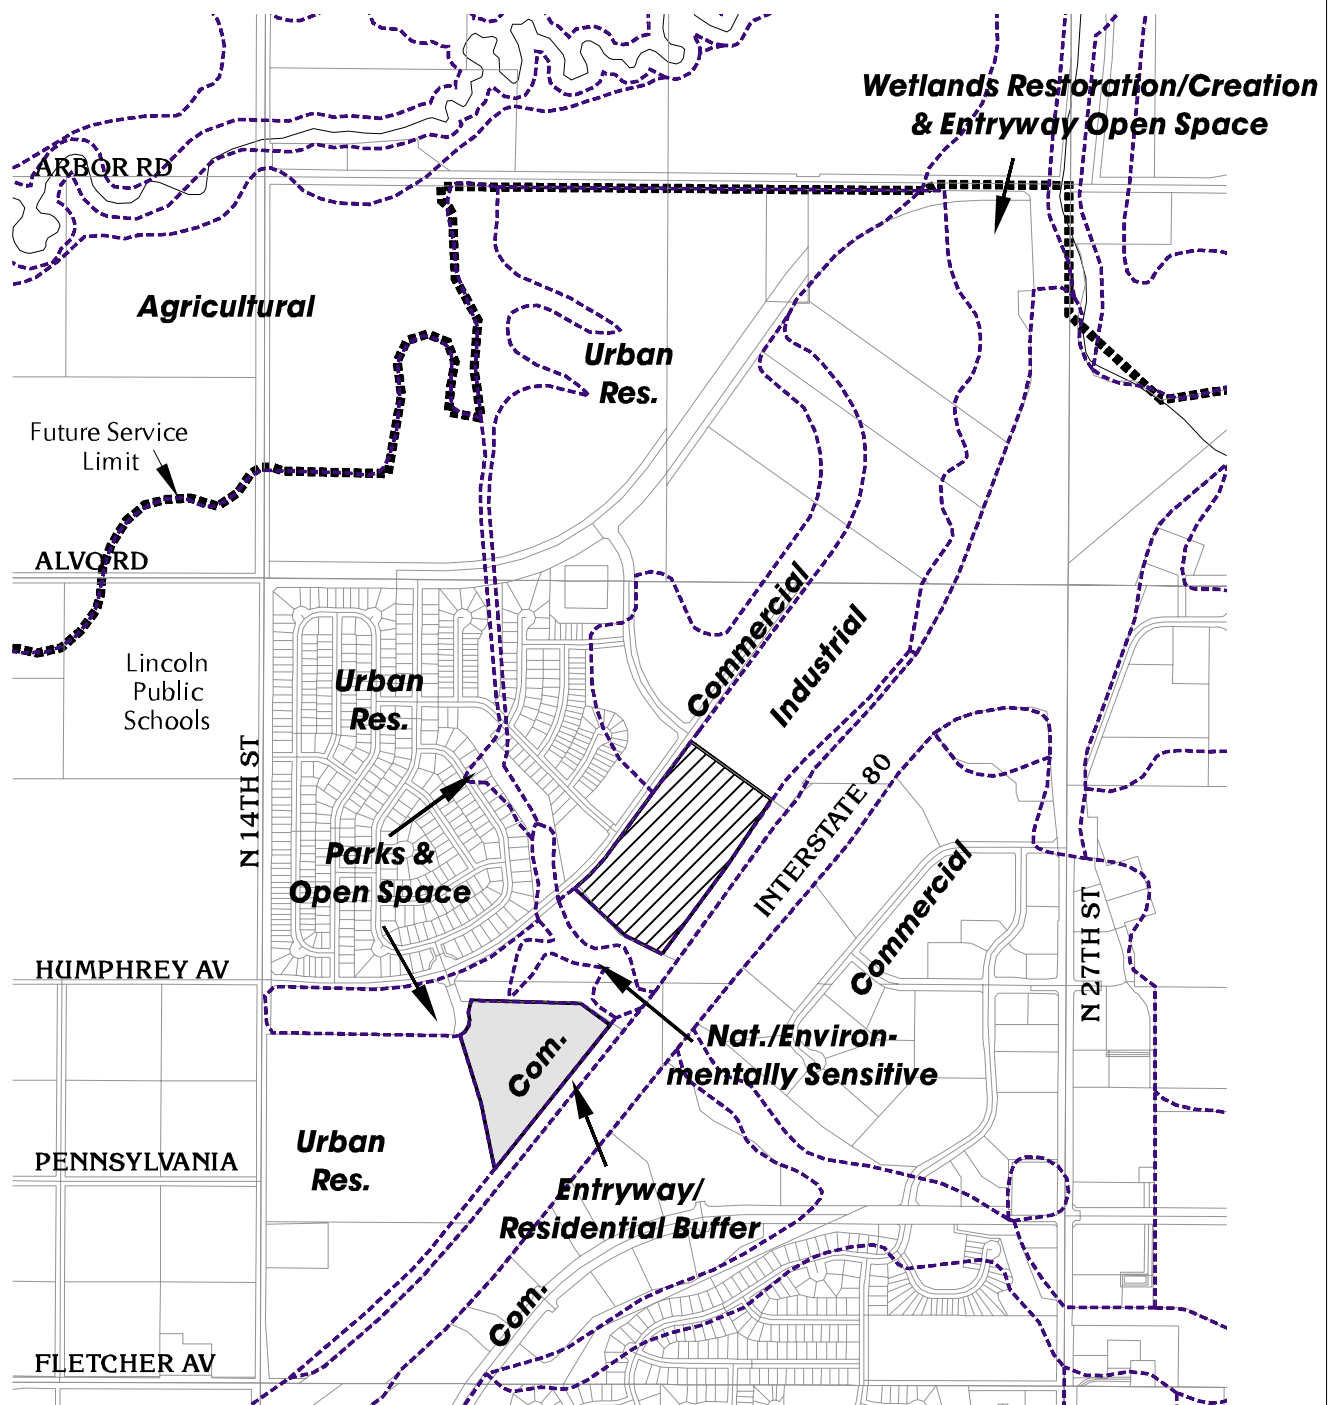 Wetlands Restoration/Creation
& Entryway Open Space
ARBOR RD
Agricultural
Urban
Res.
Future Service
Limit
ALVO RD
Commercial
Industrial
Lincoln
Public
Schools
Urban
Res.
N 14TH ST
INTERSTATE 80
Parks &
Open Space
Commercial
N 27TH ST
HUMPHREY AV
Nat./Environ-
mentally Sensitive
Com.
Urban
Res.
PENNSYLVANIA
Entryway/
Residential Buffer
Com.
FLETCHER AV